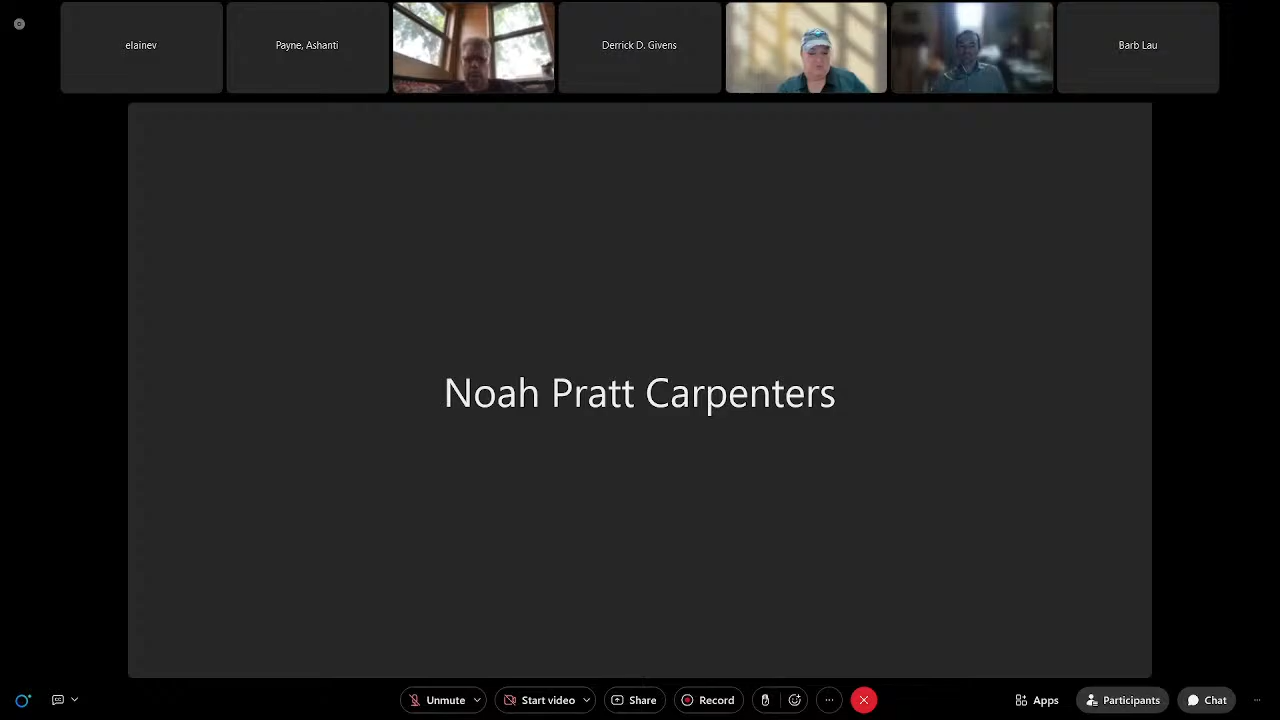 elainev
Payne, Ashanti
Derrick D. Givens
Barb Lau
Noah Pratt Carpenters
Unmute
Start video
Share
Record
Apps
Participants
Chat